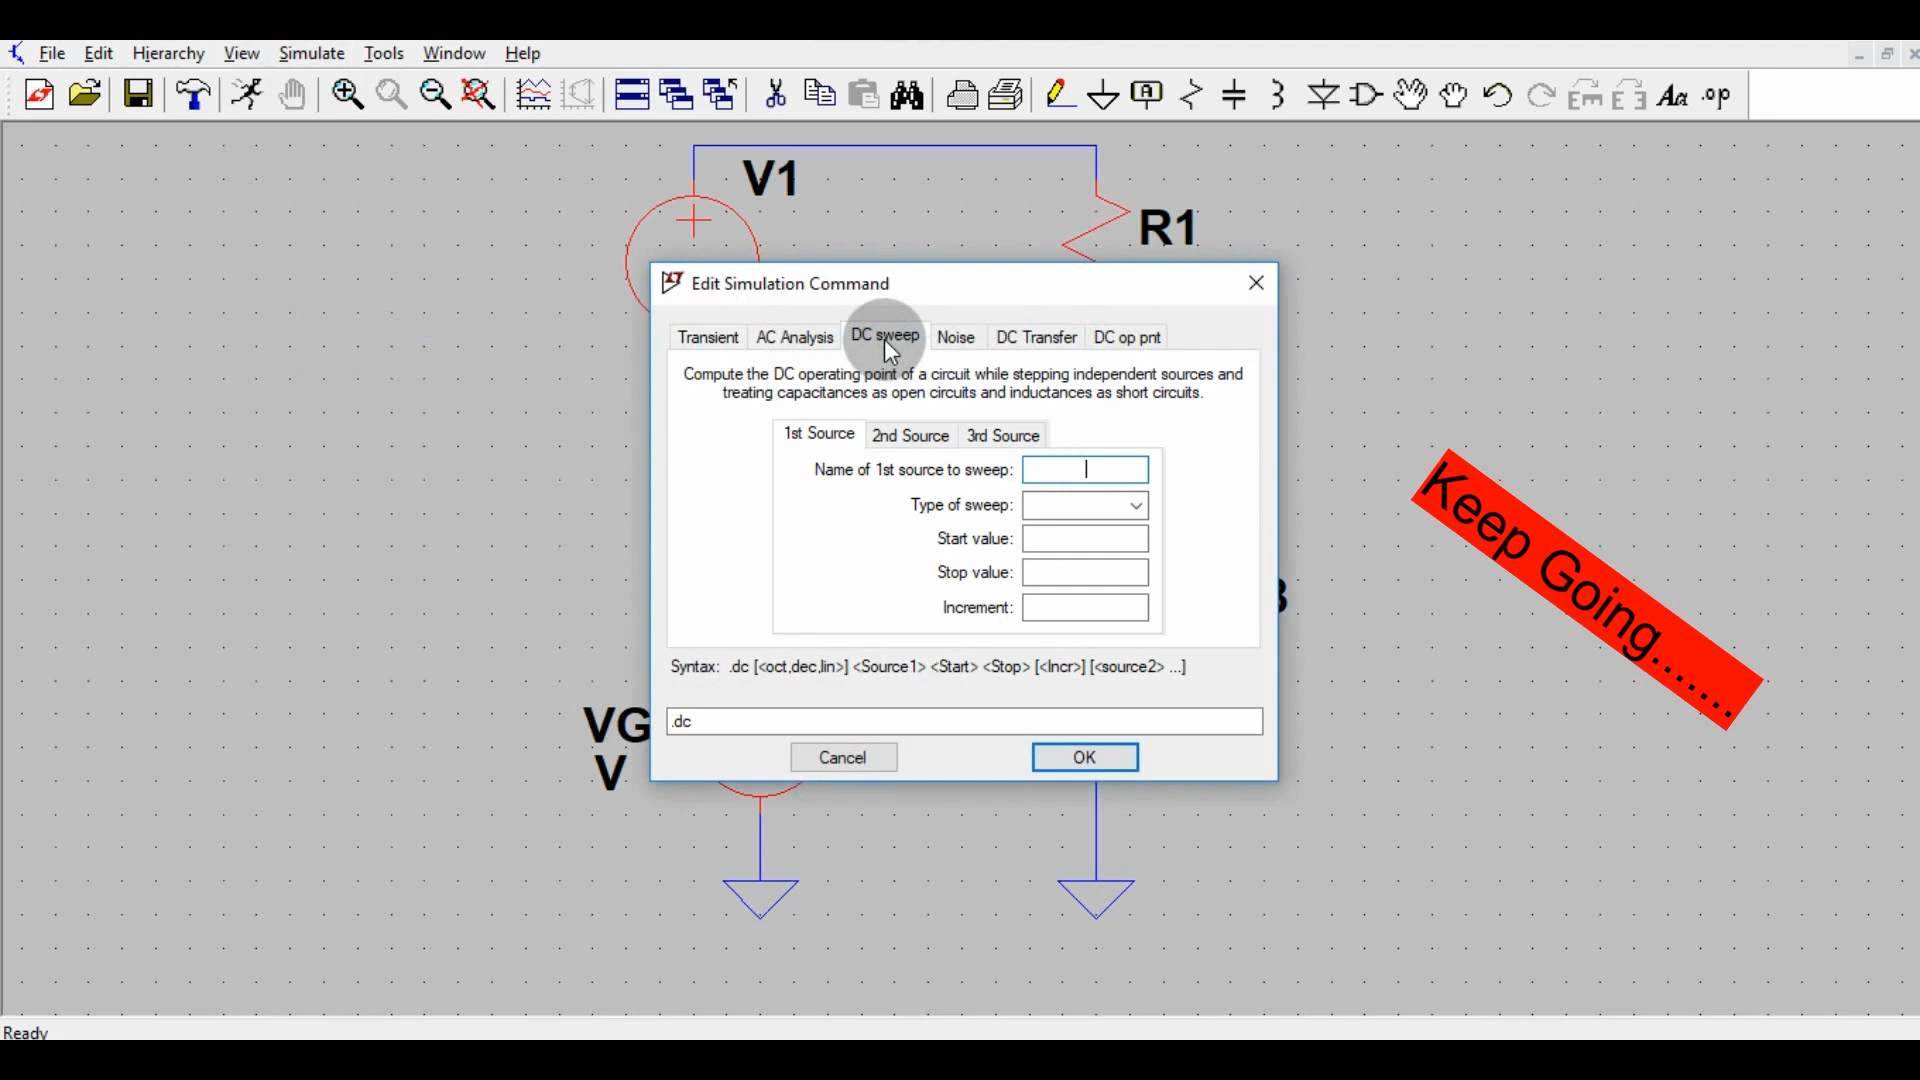 File Edit Hierarchy View Simulate Tools Window Help
A Aa .op
V1
R1
Edit Simulation Command
Transient AC Analysis DC sweep Noise DC Transfer DC op pnt
Compute the DC operating point of a circuit while stepping independent sources and
treating capacitances as open circuits and inductances as short circuits.
1st Source 2nd Source 3rd Source
Name of 1st source to sweep:
Type of sweep:
Start value:
Stop value:
Increment:
Syntax: .dc [<oct,dec,lin>] <Source1> <Start> <Stop> [<Incr>] [<source2> ...]
.dc
Cancel OK
Keep Going.......
VG
V
Ready